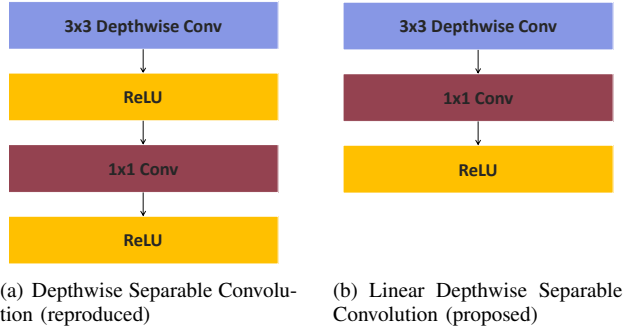 3x3 Depthwise Conv
ReLU
1x1 Conv
ReLU
(a) Depthwise Separable Convolu-
tion (reproduced)
3x3 Depthwise Conv
1x1 Conv
ReLU
(b) Linear Depthwise Separable
Convolution (proposed)